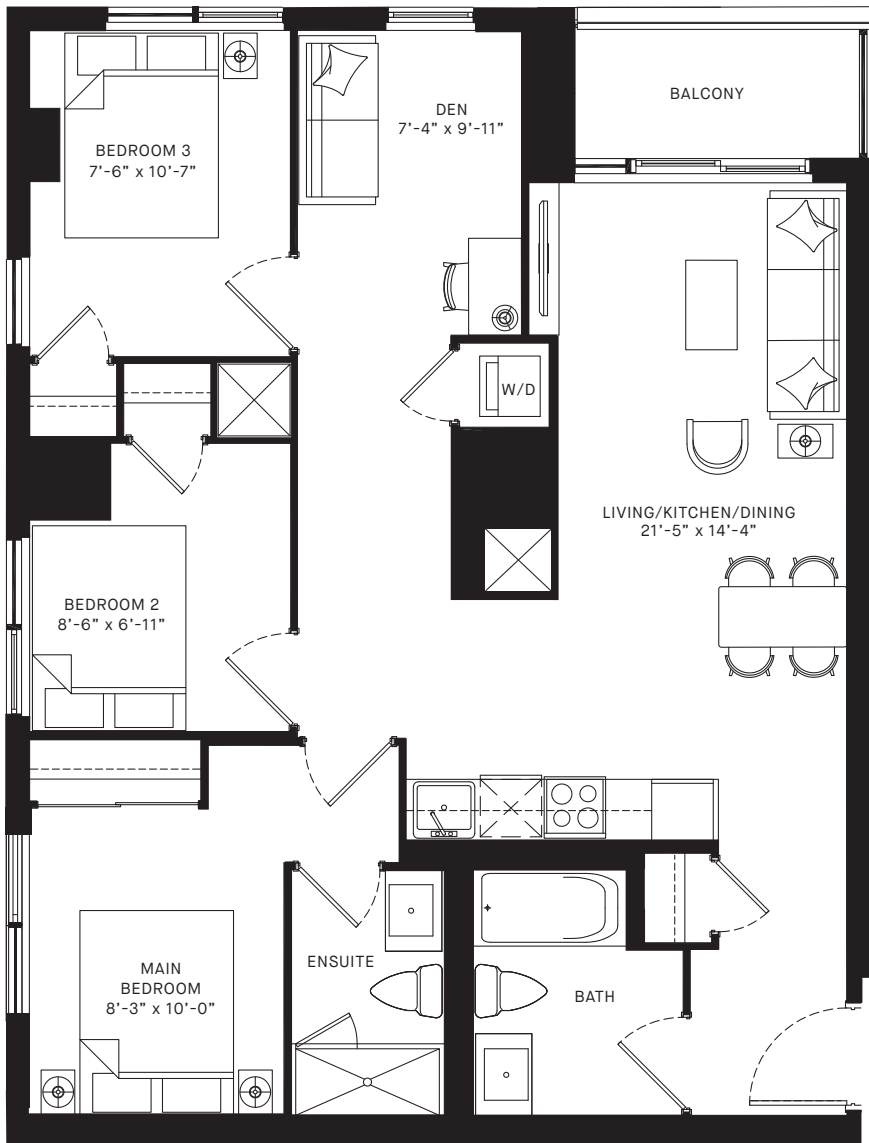 BALCONY
DEN
7'-4” x 9'-11”
BEDROOM 3
7'-6” x 10'-7”
W/D
LIVING/KITCHEN/DINING
21'-5” x 14'-4”
BEDROOM 2
8'-6” x 6'-11”
ENSUITE
MAIN
BEDROOM
8'-3” x 10'-0”
BATH